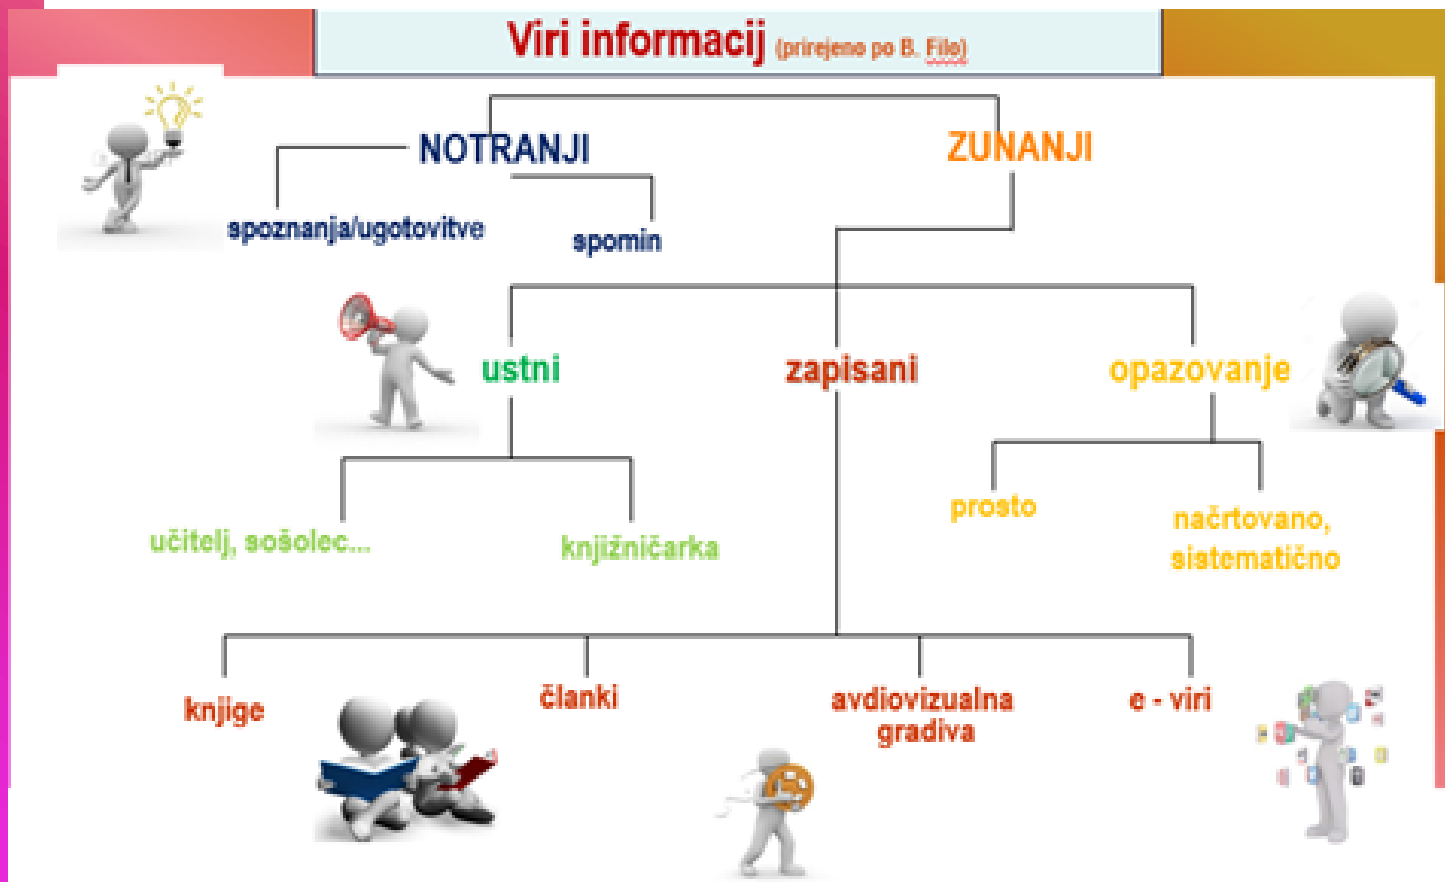 Viri informacij (prirejeno po B. Filo)
NOTRANJI
ZUNANJI
spoznanja/ugotovitve
spomin
ustni
zapisani
opazovanje
učitelj, sošolec...
knjižničarka
prosto
načrtovano,
sistematično
knjige
članki
avdiovizualna
gradiva
e - viri